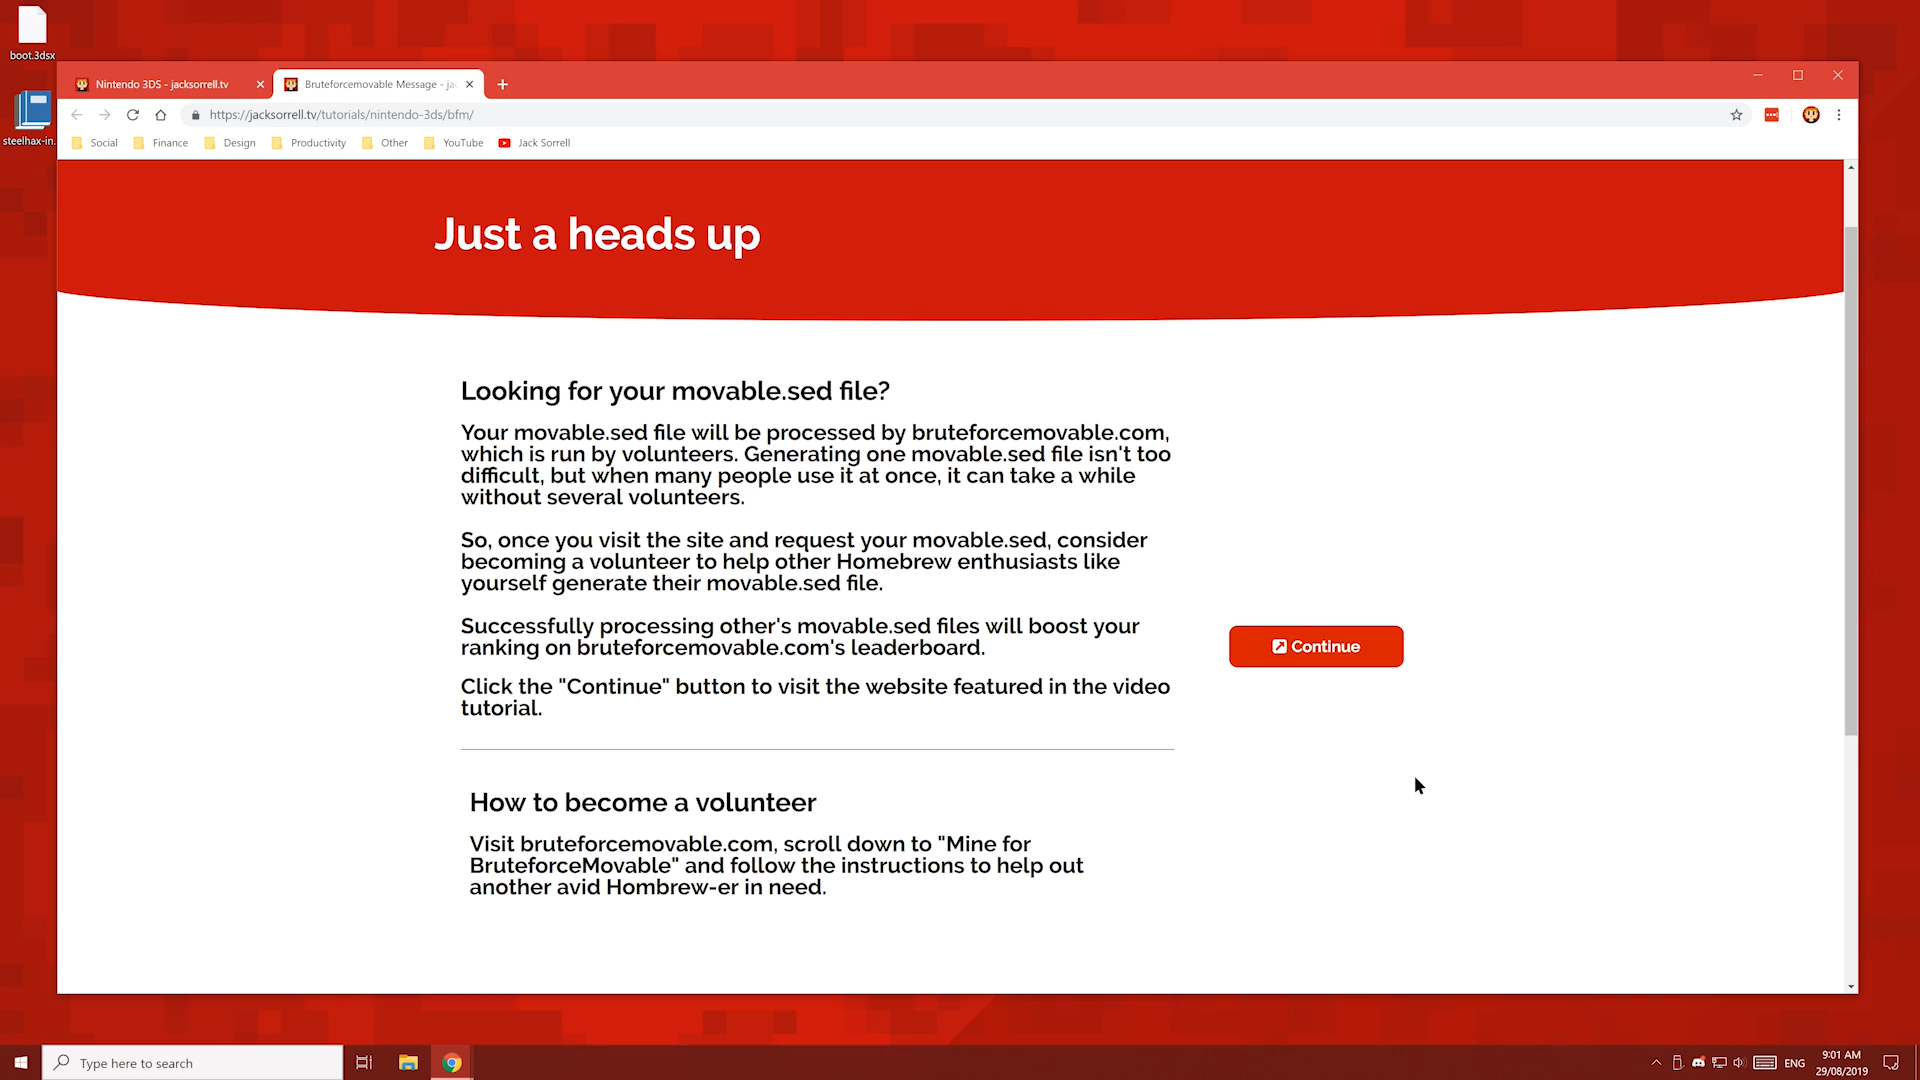 boot.3dsx
steelhax-in...
Nintendo 3DS - jacksorrell.tv
Bruteforcemovable Message - jac
https://jacksorrell.tv/tutorials/nintendo-3ds/bfm/
Social
Finance
Design
Productivity
Other
YouTube
Jack Sorrell
Just a heads up
Looking for your movable.sed file?
Your movable.sed file will be processed by bruteforcemovable.com,
which is run by volunteers. Generating one movable.sed file isn't too
difficult, but when many people use it at once, it can take a while
without several volunteers.
So, once you visit the site and request your movable.sed, consider
becoming a volunteer to help other Homebrew enthusiasts like
yourself generate their movable.sed file.
Successfully processing other's movable.sed files will boost your
ranking on bruteforcemovable.com's leaderboard.
Click the "Continue" button to visit the website featured in the video
tutorial.
Continue
How to become a volunteer
Visit bruteforcemovable.com, scroll down to "Mine for
BruteforceMovable" and follow the instructions to help out
another avid Hombrew-er in need.
Type here to search
ENG
9:01 AM
29/08/2019